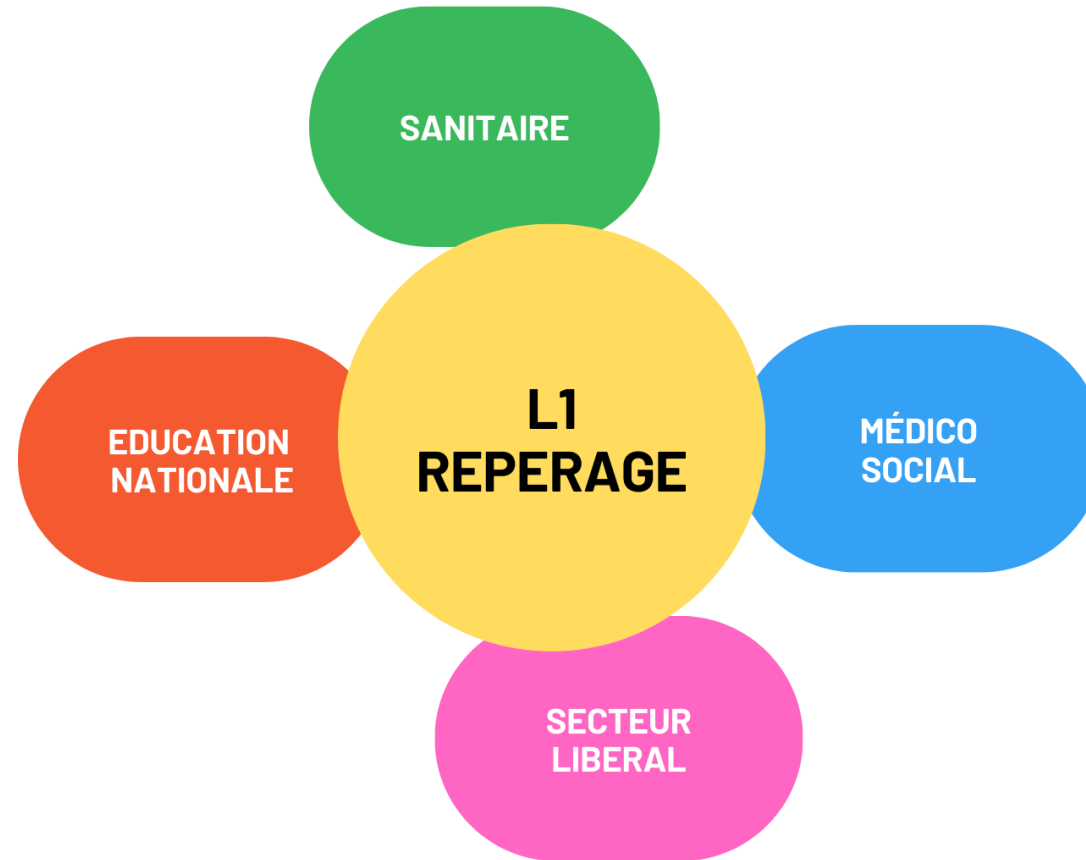 SANITAIRE
EDUCATION
NATIONALE
L1
REPERAGE
MÉDICO
SOCIAL
SECTEUR
LIBERAL